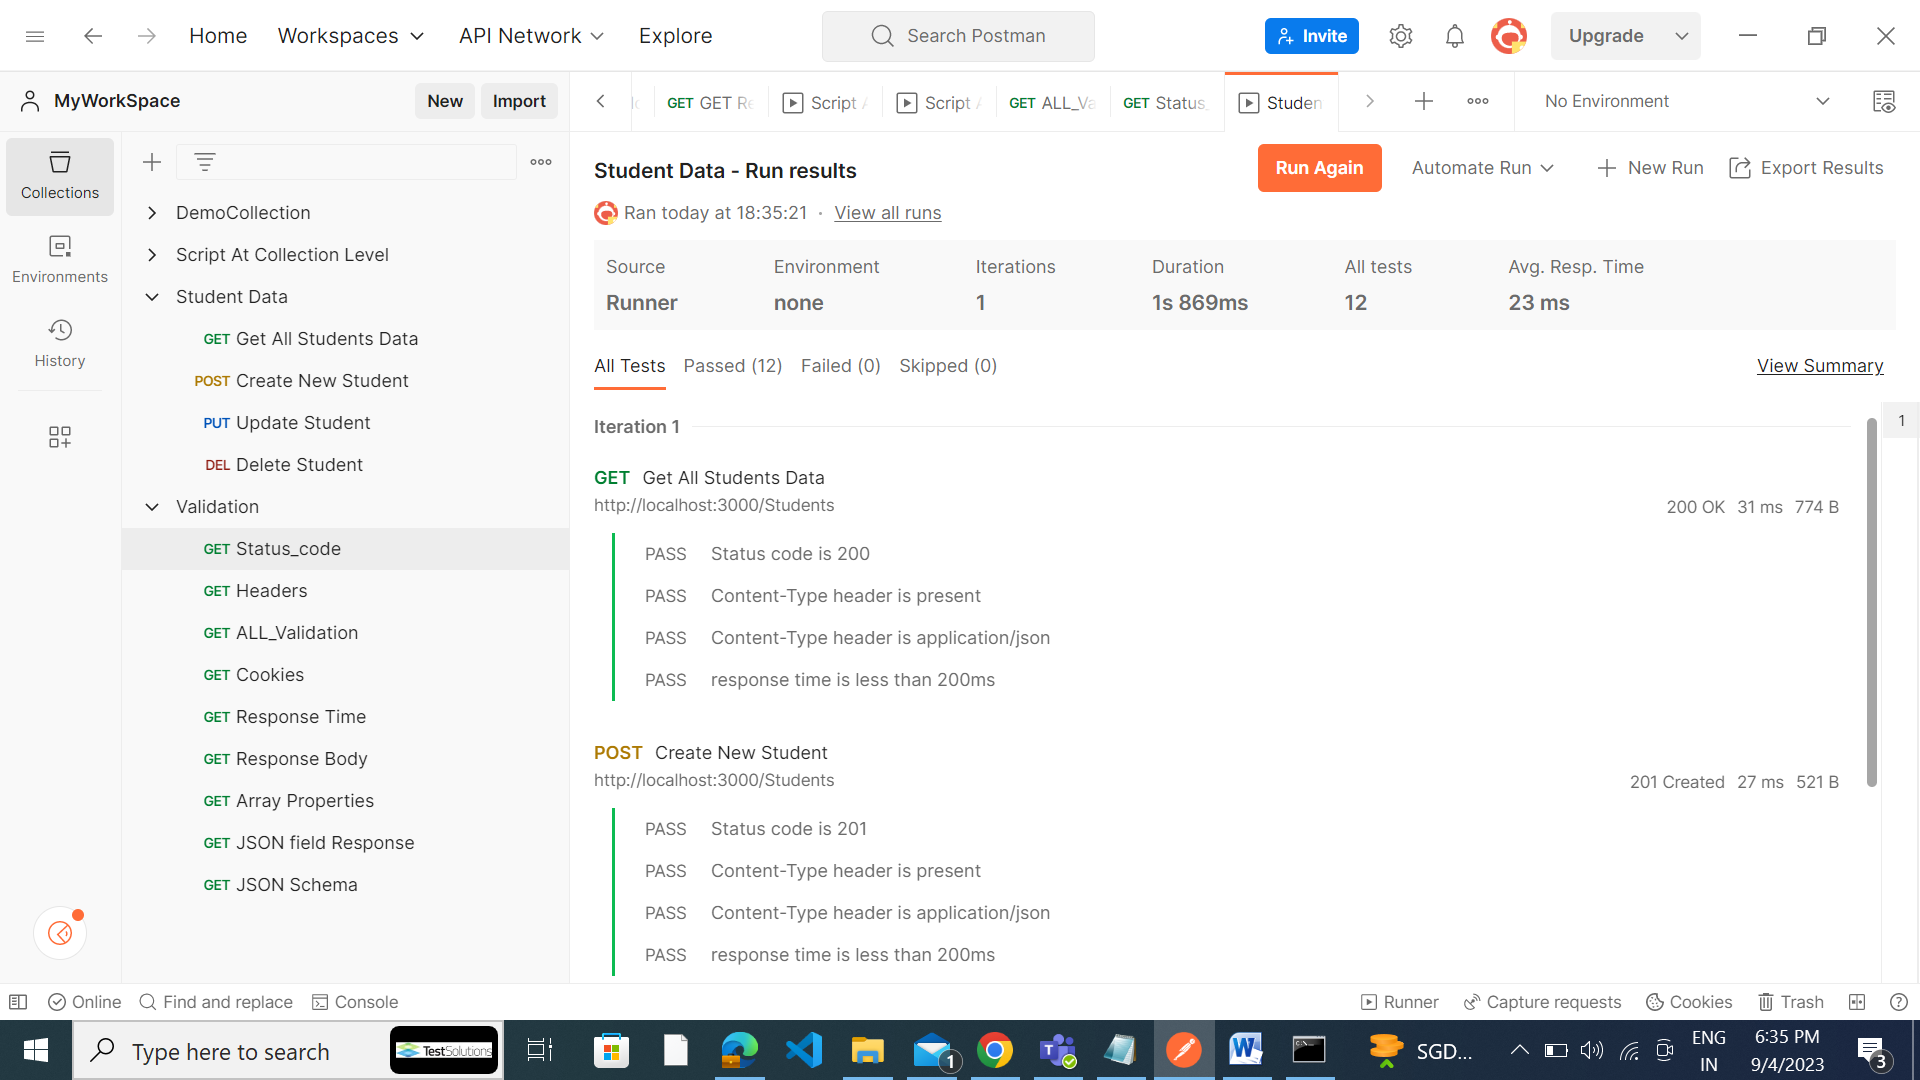 Home
Workspaces
API Network
Explore
Search Postman
Invite
Upgrade
MyWorkSpace
New
Import
GET GET Re
Script
Script
GET ALL_Va
GET Status_
Studen
No Environment
Collections
Environments
History
DemoCollection
Script At Collection Level
Student Data
GET Get All Students Data
POST Create New Student
PUT Update Student
DEL Delete Student
Validation
GET Status_code
GET Headers
GET ALL_Validation
GET Cookies
GET Response Time
GET Response Body
GET Array Properties
GET JSON field Response
GET JSON Schema
Student Data - Run results
Run Again
Automate Run
New Run
Export Results
Ran today at 18:35:21 · View all runs
Source Environment Iterations Duration All tests Avg. Resp. Time
Runner none 1 1s 869ms 12 23 ms
All Tests Passed (12) Failed (0) Skipped (0) View Summary
Iteration 1
1
GET Get All Students Data
http://localhost:3000/Students
200 OK 31 ms 774 B
PASS Status code is 200
PASS Content-Type header is present
PASS Content-Type header is application/json
PASS response time is less than 200ms
POST Create New Student
http://localhost:3000/Students
201 Created 27 ms 521 B
PASS Status code is 201
PASS Content-Type header is present
PASS Content-Type header is application/json
PASS response time is less than 200ms
Online
Find and replace
Console
Runner
Capture requests
Cookies
Trash
Type here to search
TestSolutions
1
SGD...
ENG
IN
6:35 PM
9/4/2023
3